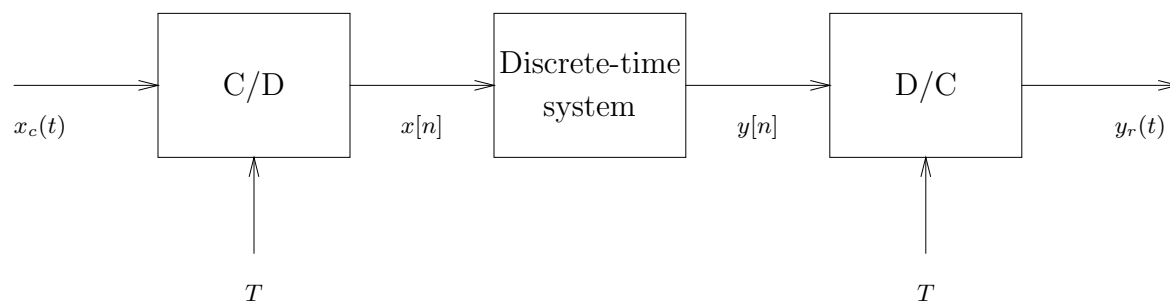 C/D
Discrete-time
system
D/C
x_c(t)
x[n]
y[n]
y_r(t)
T
T